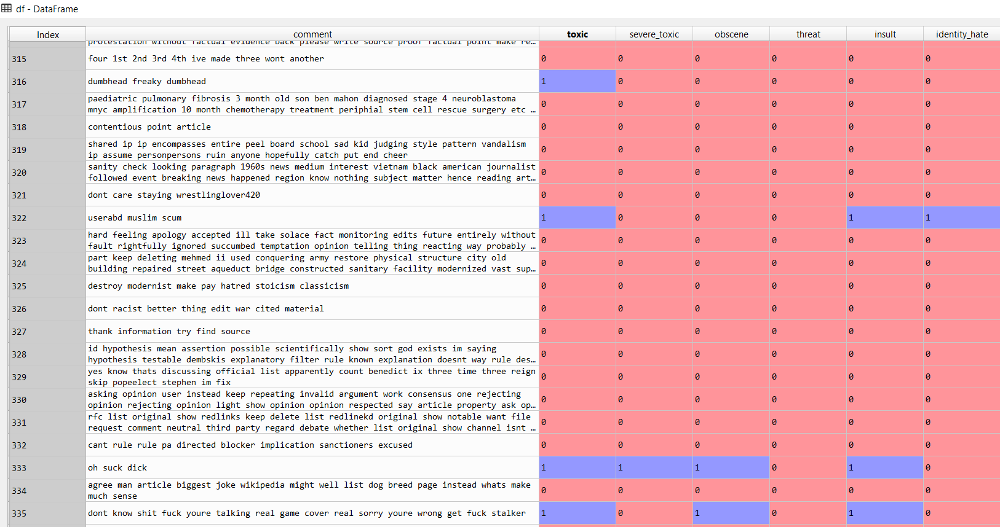 df - DataFrame
Index comment toxic severe_toxic obscene threat insult identity_hate
protestation without factual evidence back please write source proof factual point make re…
315 four 1st 2nd 3rd 4th ive made three wont another 0 0 0 0 0 0
316 dumbhead freaky dumbhead 1 0 0 0 0 0
317 paediatric pulmonary fibrosis 3 month old son ben mahon diagnosed stage 4 neuroblastoma
mnyc amplification 10 month chemotherapy treatment periphial stem cell rescue surgery etc … 0 0 0 0 0 0
318 contentious point article 0 0 0 0 0 0
319 shared ip ip encompasses entire peel board school sad kid judging style pattern vandalism
ip assume personpersons ruin anyone hopefully catch put end cheer 0 0 0 0 0 0
320 sanity check looking paragraph 1960s news medium interest vietnam black american journalist
followed event breaking news happened region know nothing subject matter hence reading art… 0 0 0 0 0 0
321 dont care staying wrestlinglover420 0 0 0 0 0 0
322 userabd muslim scum 1 0 0 0 1 1
323 hard feeling apology accepted ill take solace fact monitoring edits future entirely without
fault rightfully ignored succumbed temptation opinion telling thing reacting way probably … 0 0 0 0 0 0
324 part keep deleting mehmed ii used conquering army restore physical structure city old
building repaired street aqueduct bridge constructed sanitary facility modernized vast sup… 0 0 0 0 0 0
325 destroy modernist make pay hatred stoicism classicism 0 0 0 0 0 0
326 dont racist better thing edit war cited material 0 0 0 0 0 0
327 thank information try find source 0 0 0 0 0 0
328 id hypothesis mean assertion possible scientifically show sort god exists im saying
hypothesis testable dembskis explanatory filter rule known explanation doesnt way rule des… 0 0 0 0 0 0
329 yes know thats discussing official list apparently count benedict ix three time three reign
skip popeelect stephen im fix 0 0 0 0 0 0
330 asking opinion user instead keep repeating invalid argument work consensus one rejecting
opinion rejecting opinion light show opinion opinion respected say article property ask op… 0 0 0 0 0 0
331 rfc list original show redlinks keep delete list redlinekd original show notable want file
request comment neutral third party regard debate whether list original show channel isnt … 0 0 0 0 0 0
332 cant rule rule pa directed blocker implication sanctioners excused 0 0 0 0 0 0
333 oh suck dick 1 1 1 0 1 0
334 agree man article biggest joke wikipedia might well list dog breed page instead whats make
much sense 0 0 0 0 0 0
335 dont know shit fuck youre talking real game cover real sorry youre wrong get fuck stalker 1 0 1 0 1 0